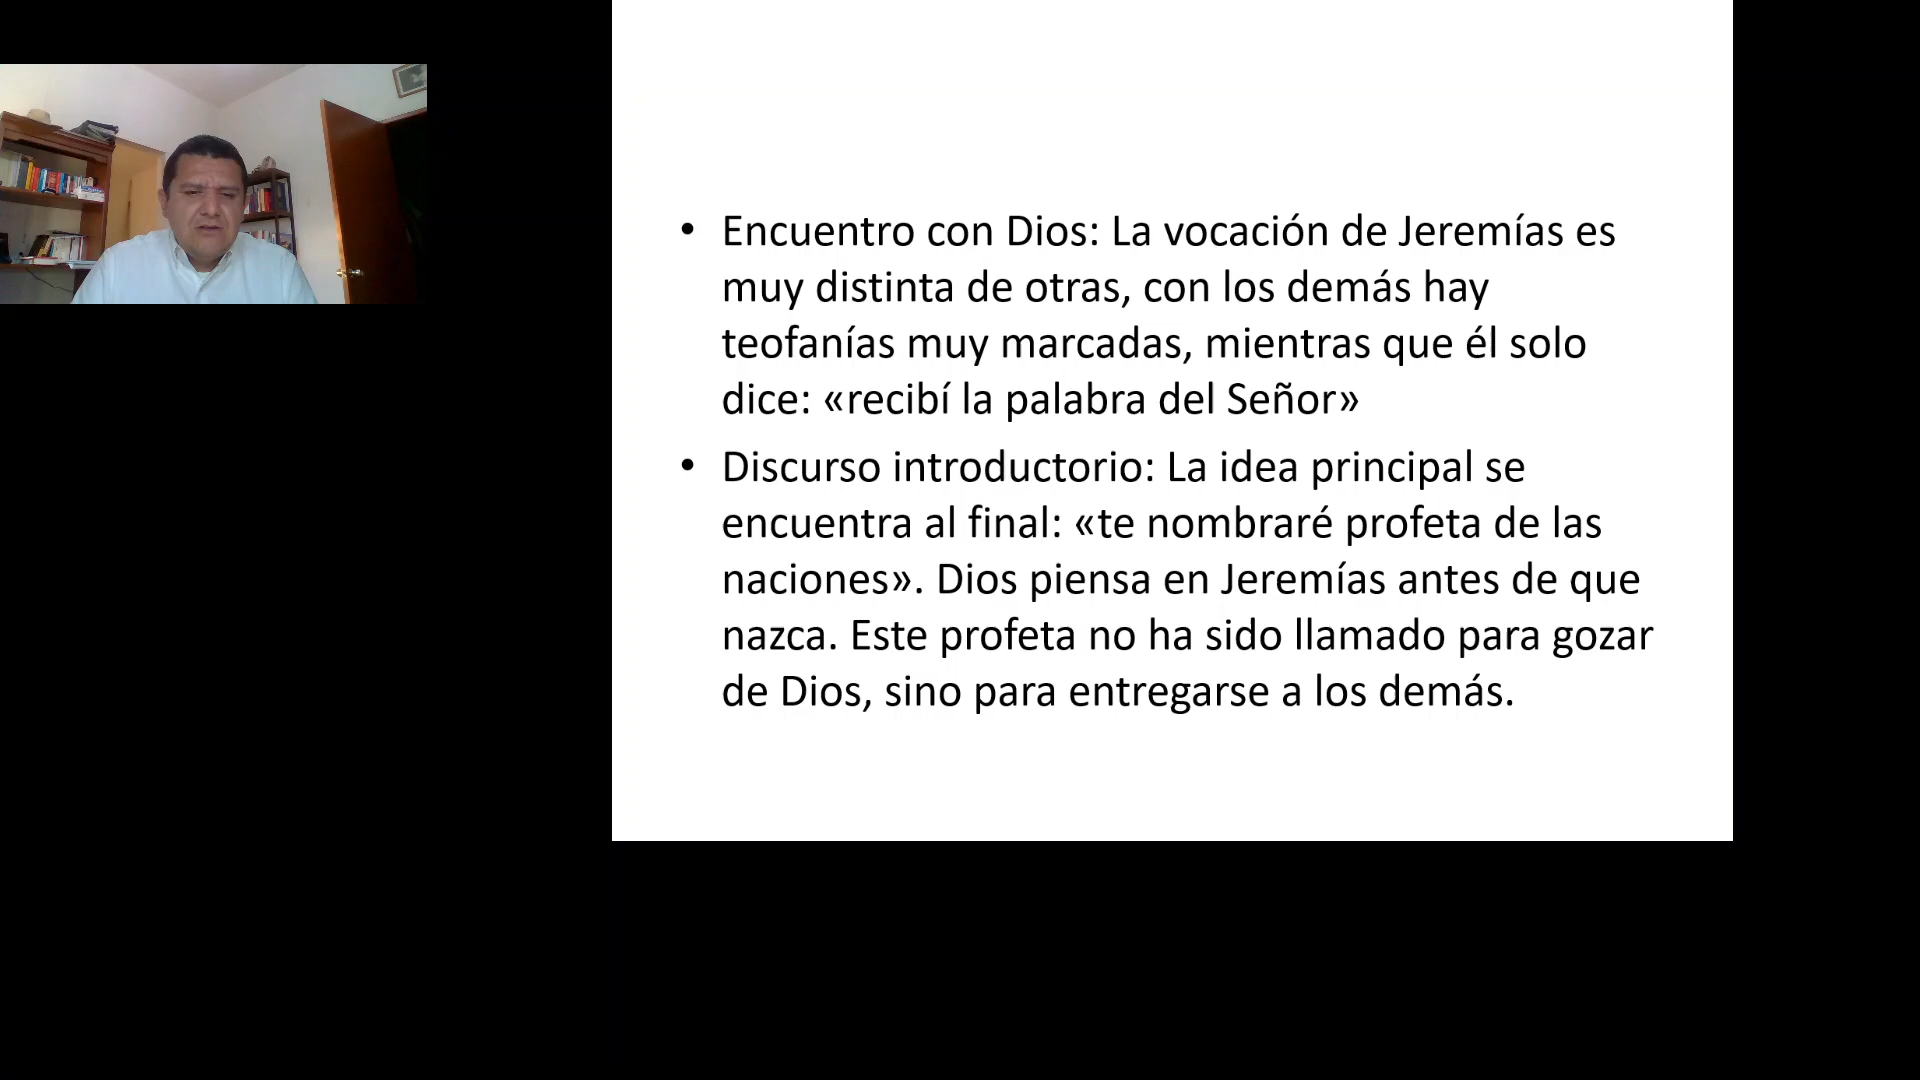 • Encuentro con Dios: La vocación de Jeremías es
muy distinta de otras, con los demás hay
teofanías muy marcadas, mientras que él solo
dice: «recibí la palabra del Señor»
• Discurso introductorio: La idea principal se
encuentra al final: «te nombraré profeta de las
naciones». Dios piensa en Jeremías antes de que
nazca. Este profeta no ha sido llamado para gozar
de Dios, sino para entregarse a los demás.